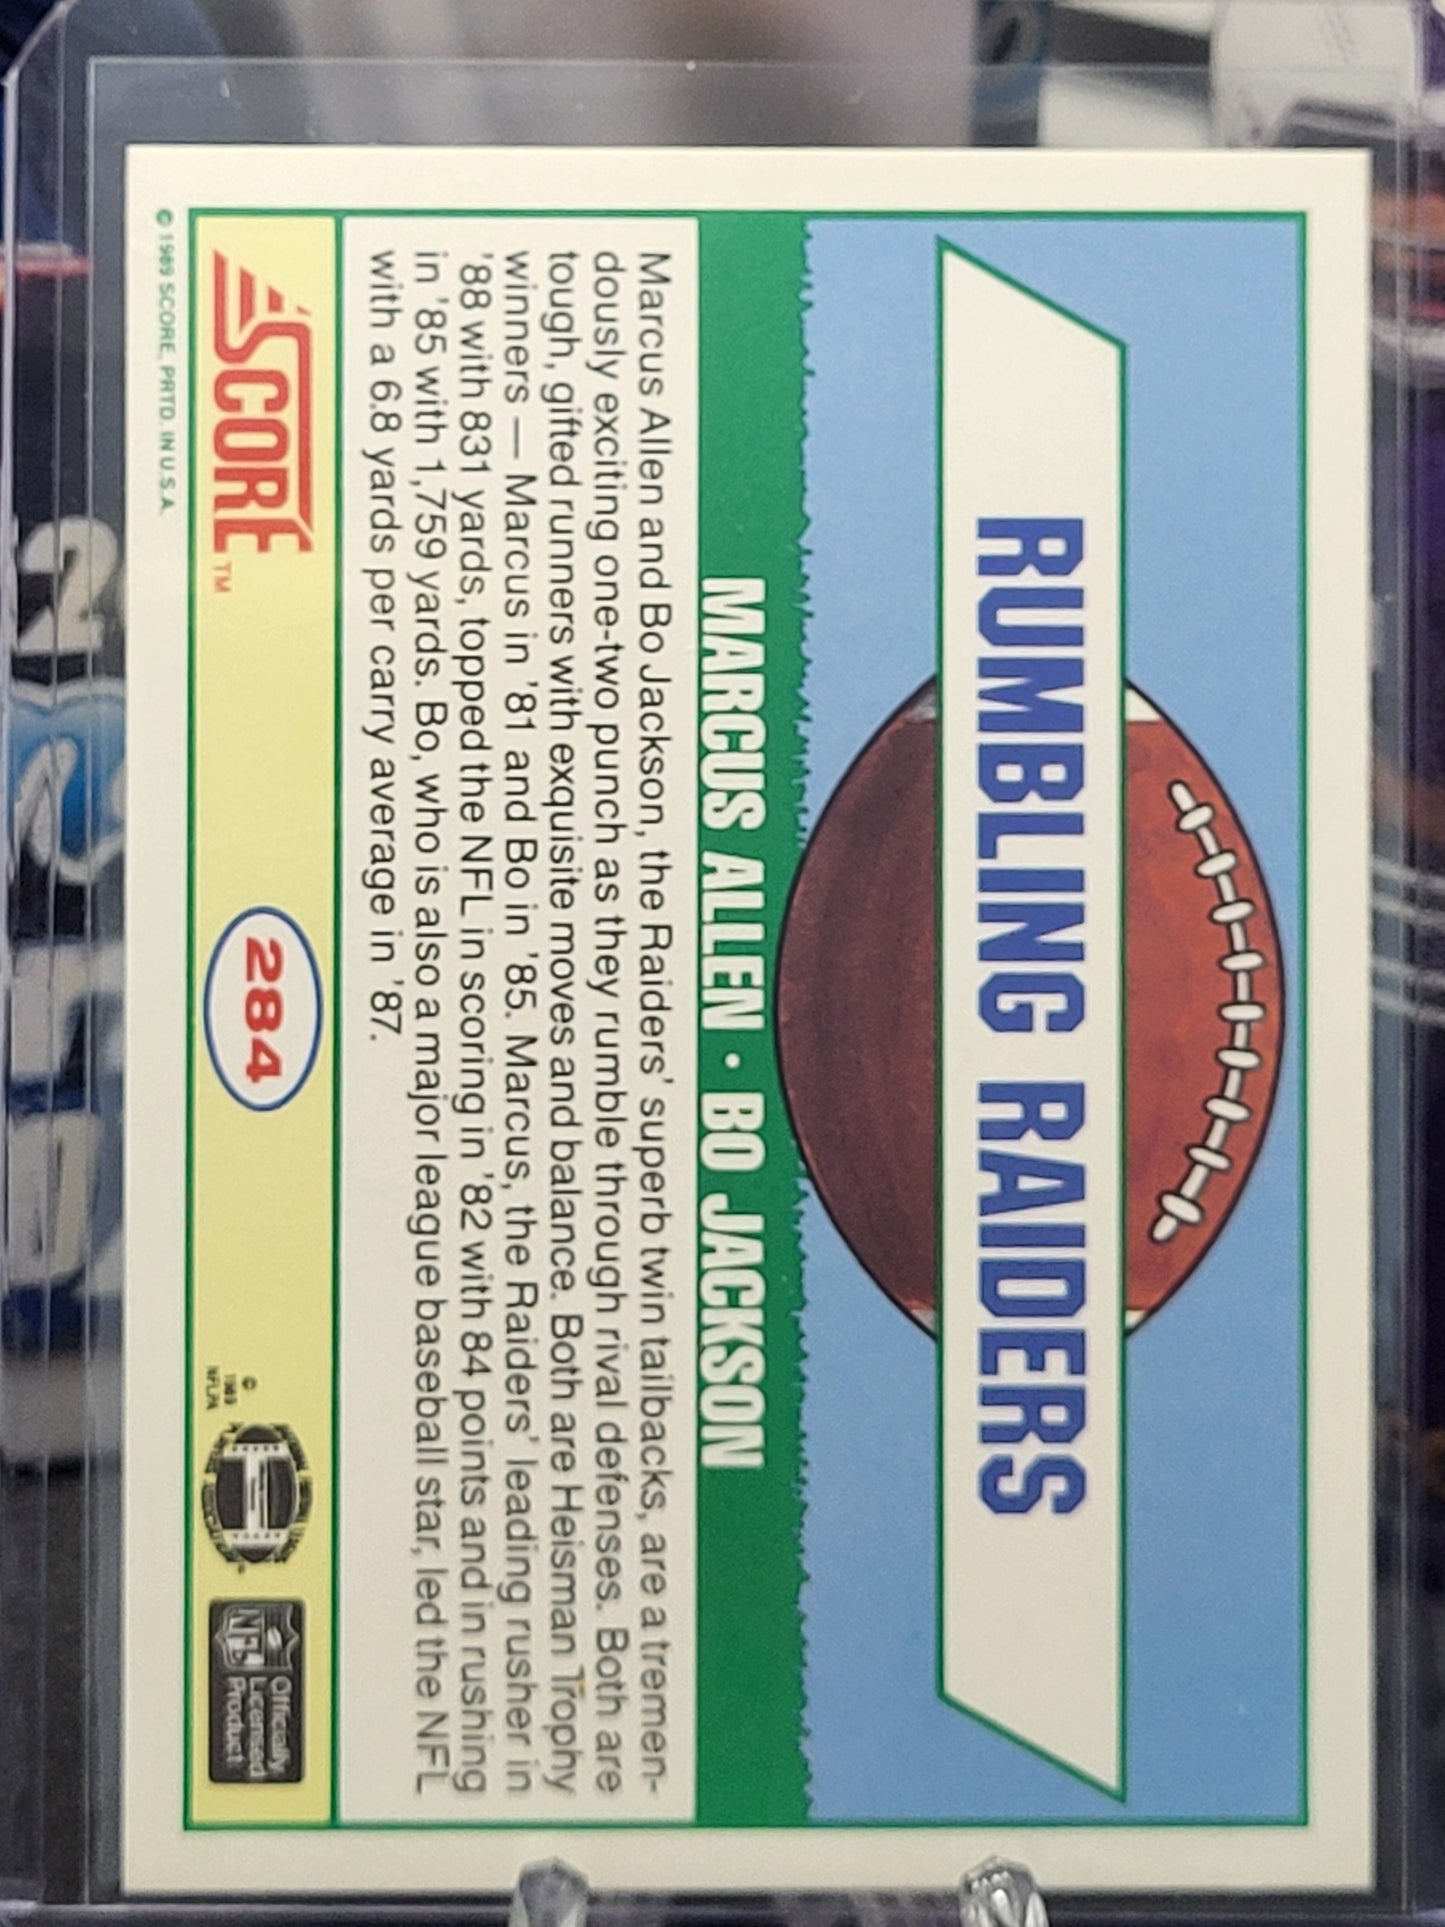 RUMBLING RAIDERS
MARCUS ALLEN • BO JACKSON
Marcus Allen and Bo Jackson, the Raiders' superb twin tailbacks, are a tremen-
dously exciting one-two punch as they rumble through rival defenses. Both are
tough, gifted runners with exquisite moves and balance. Both are Heisman Trophy
winners — Marcus in '81 and Bo in '85. Marcus, the Raiders' leading rusher in
'88 with 831 yards, topped the NFL in scoring in '82 with 84 points and in rushing
in '85 with 1,759 yards. Bo, who is also a major league baseball star, led the NFL
with a 6.8 yards per carry average in '87.
SCORE TM
284
© 1989 NFLPA
NFL Officially Licensed Product
© 1989 SCORE, PRTD. IN U.S.A.